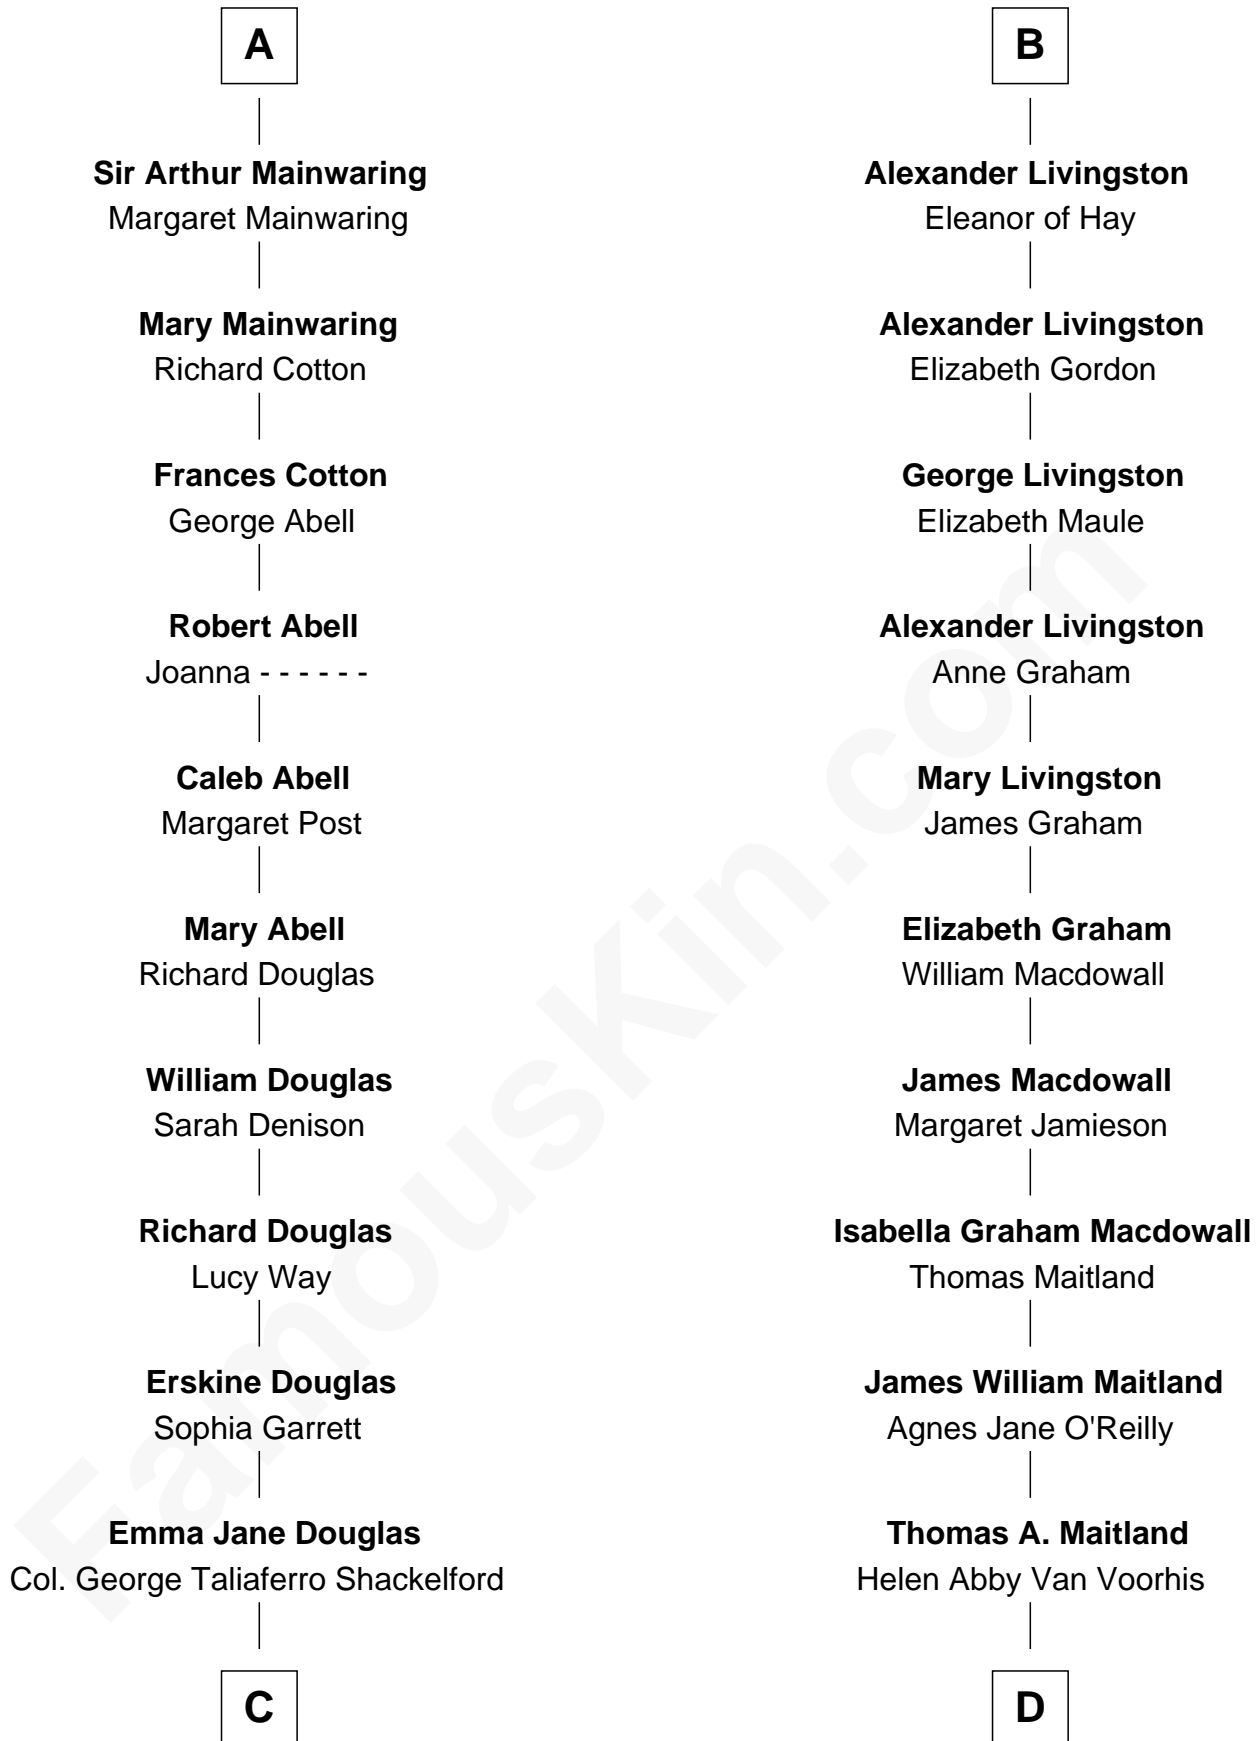 A
Sir Arthur Mainwaring
Margaret Mainwaring
Mary Mainwaring
Richard Cotton
Frances Cotton
George Abell
Robert Abell
Joanna - - - - - -
Caleb Abell
Margaret Post
Mary Abell
Richard Douglas
William Douglas
Sarah Denison
Richard Douglas
Lucy Way
Erskine Douglas
Sophia Garrett
Emma Jane Douglas
Col. George Taliaferro Shackelford
C
B
Alexander Livingston
Eleanor of Hay
Alexander Livingston
Elizabeth Gordon
George Livingston
Elizabeth Maule
Alexander Livingston
Anne Graham
Mary Livingston
James Graham
Elizabeth Graham
William Macdowall
James Macdowall
Margaret Jamieson
Isabella Graham Macdowall
Thomas Maitland
James William Maitland
Agnes Jane O'Reilly
Thomas A. Maitland
Helen Abby Van Voorhis
D
FamousKin.com